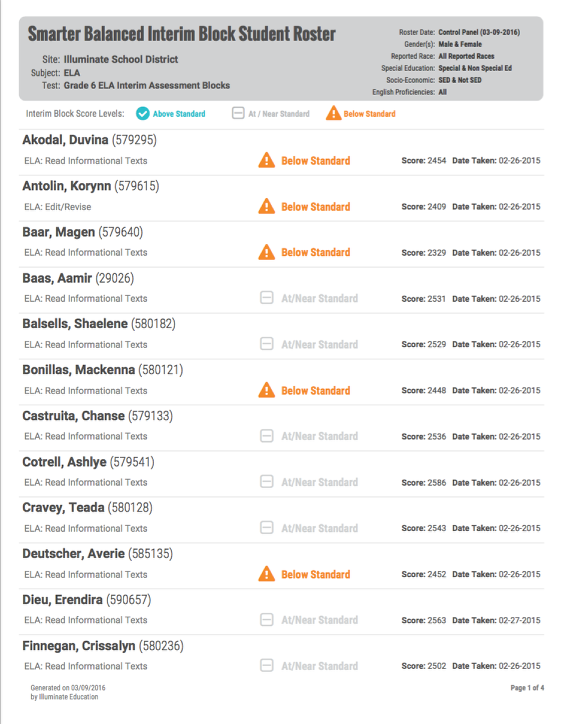 Smarter Balanced Interim Block Student Roster
Site: Illuminate School District
Subject: ELA
Test: Grade 6 ELA Interim Assessment Blocks
Roster Date: Control Panel (03-09-2016)
Gender(s): Male & Female
Reported Race: All Reported Races
Special Education: Special & Non Special Ed
Socio-Economic: SED & Not SED
English Proficiencies: All
Interim Block Score Levels: Above Standard At / Near Standard Below Standard
Akodal, Duvina (579295)
ELA: Read Informational Texts Below Standard Score: 2454 Date Taken: 02-26-2015
Antolin, Korynn (579615)
ELA: Edit/Revise Below Standard Score: 2409 Date Taken: 02-26-2015
Baar, Magen (579640)
ELA: Read Informational Texts Below Standard Score: 2329 Date Taken: 02-26-2015
Baas, Aamir (29026)
ELA: Read Informational Texts At/Near Standard Score: 2531 Date Taken: 02-26-2015
Balsells, Shaelene (580182)
ELA: Read Informational Texts At/Near Standard Score: 2529 Date Taken: 02-26-2015
Bonillas, Mackenna (580121)
ELA: Read Informational Texts Below Standard Score: 2448 Date Taken: 02-26-2015
Castruita, Chanse (579133)
ELA: Read Informational Texts At/Near Standard Score: 2536 Date Taken: 02-26-2015
Cotrell, Ashlye (579541)
ELA: Read Informational Texts At/Near Standard Score: 2586 Date Taken: 02-26-2015
Cravey, Teada (580128)
ELA: Read Informational Texts At/Near Standard Score: 2543 Date Taken: 02-26-2015
Deutscher, Averie (585135)
ELA: Read Informational Texts Below Standard Score: 2452 Date Taken: 02-26-2015
Dieu, Erendira (590657)
ELA: Read Informational Texts At/Near Standard Score: 2563 Date Taken: 02-27-2015
Finnegan, Crissalyn (580236)
ELA: Read Informational Texts At/Near Standard Score: 2502 Date Taken: 02-26-2015
Generated on 03/09/2016
by Illuminate Education
Page 1 of 4